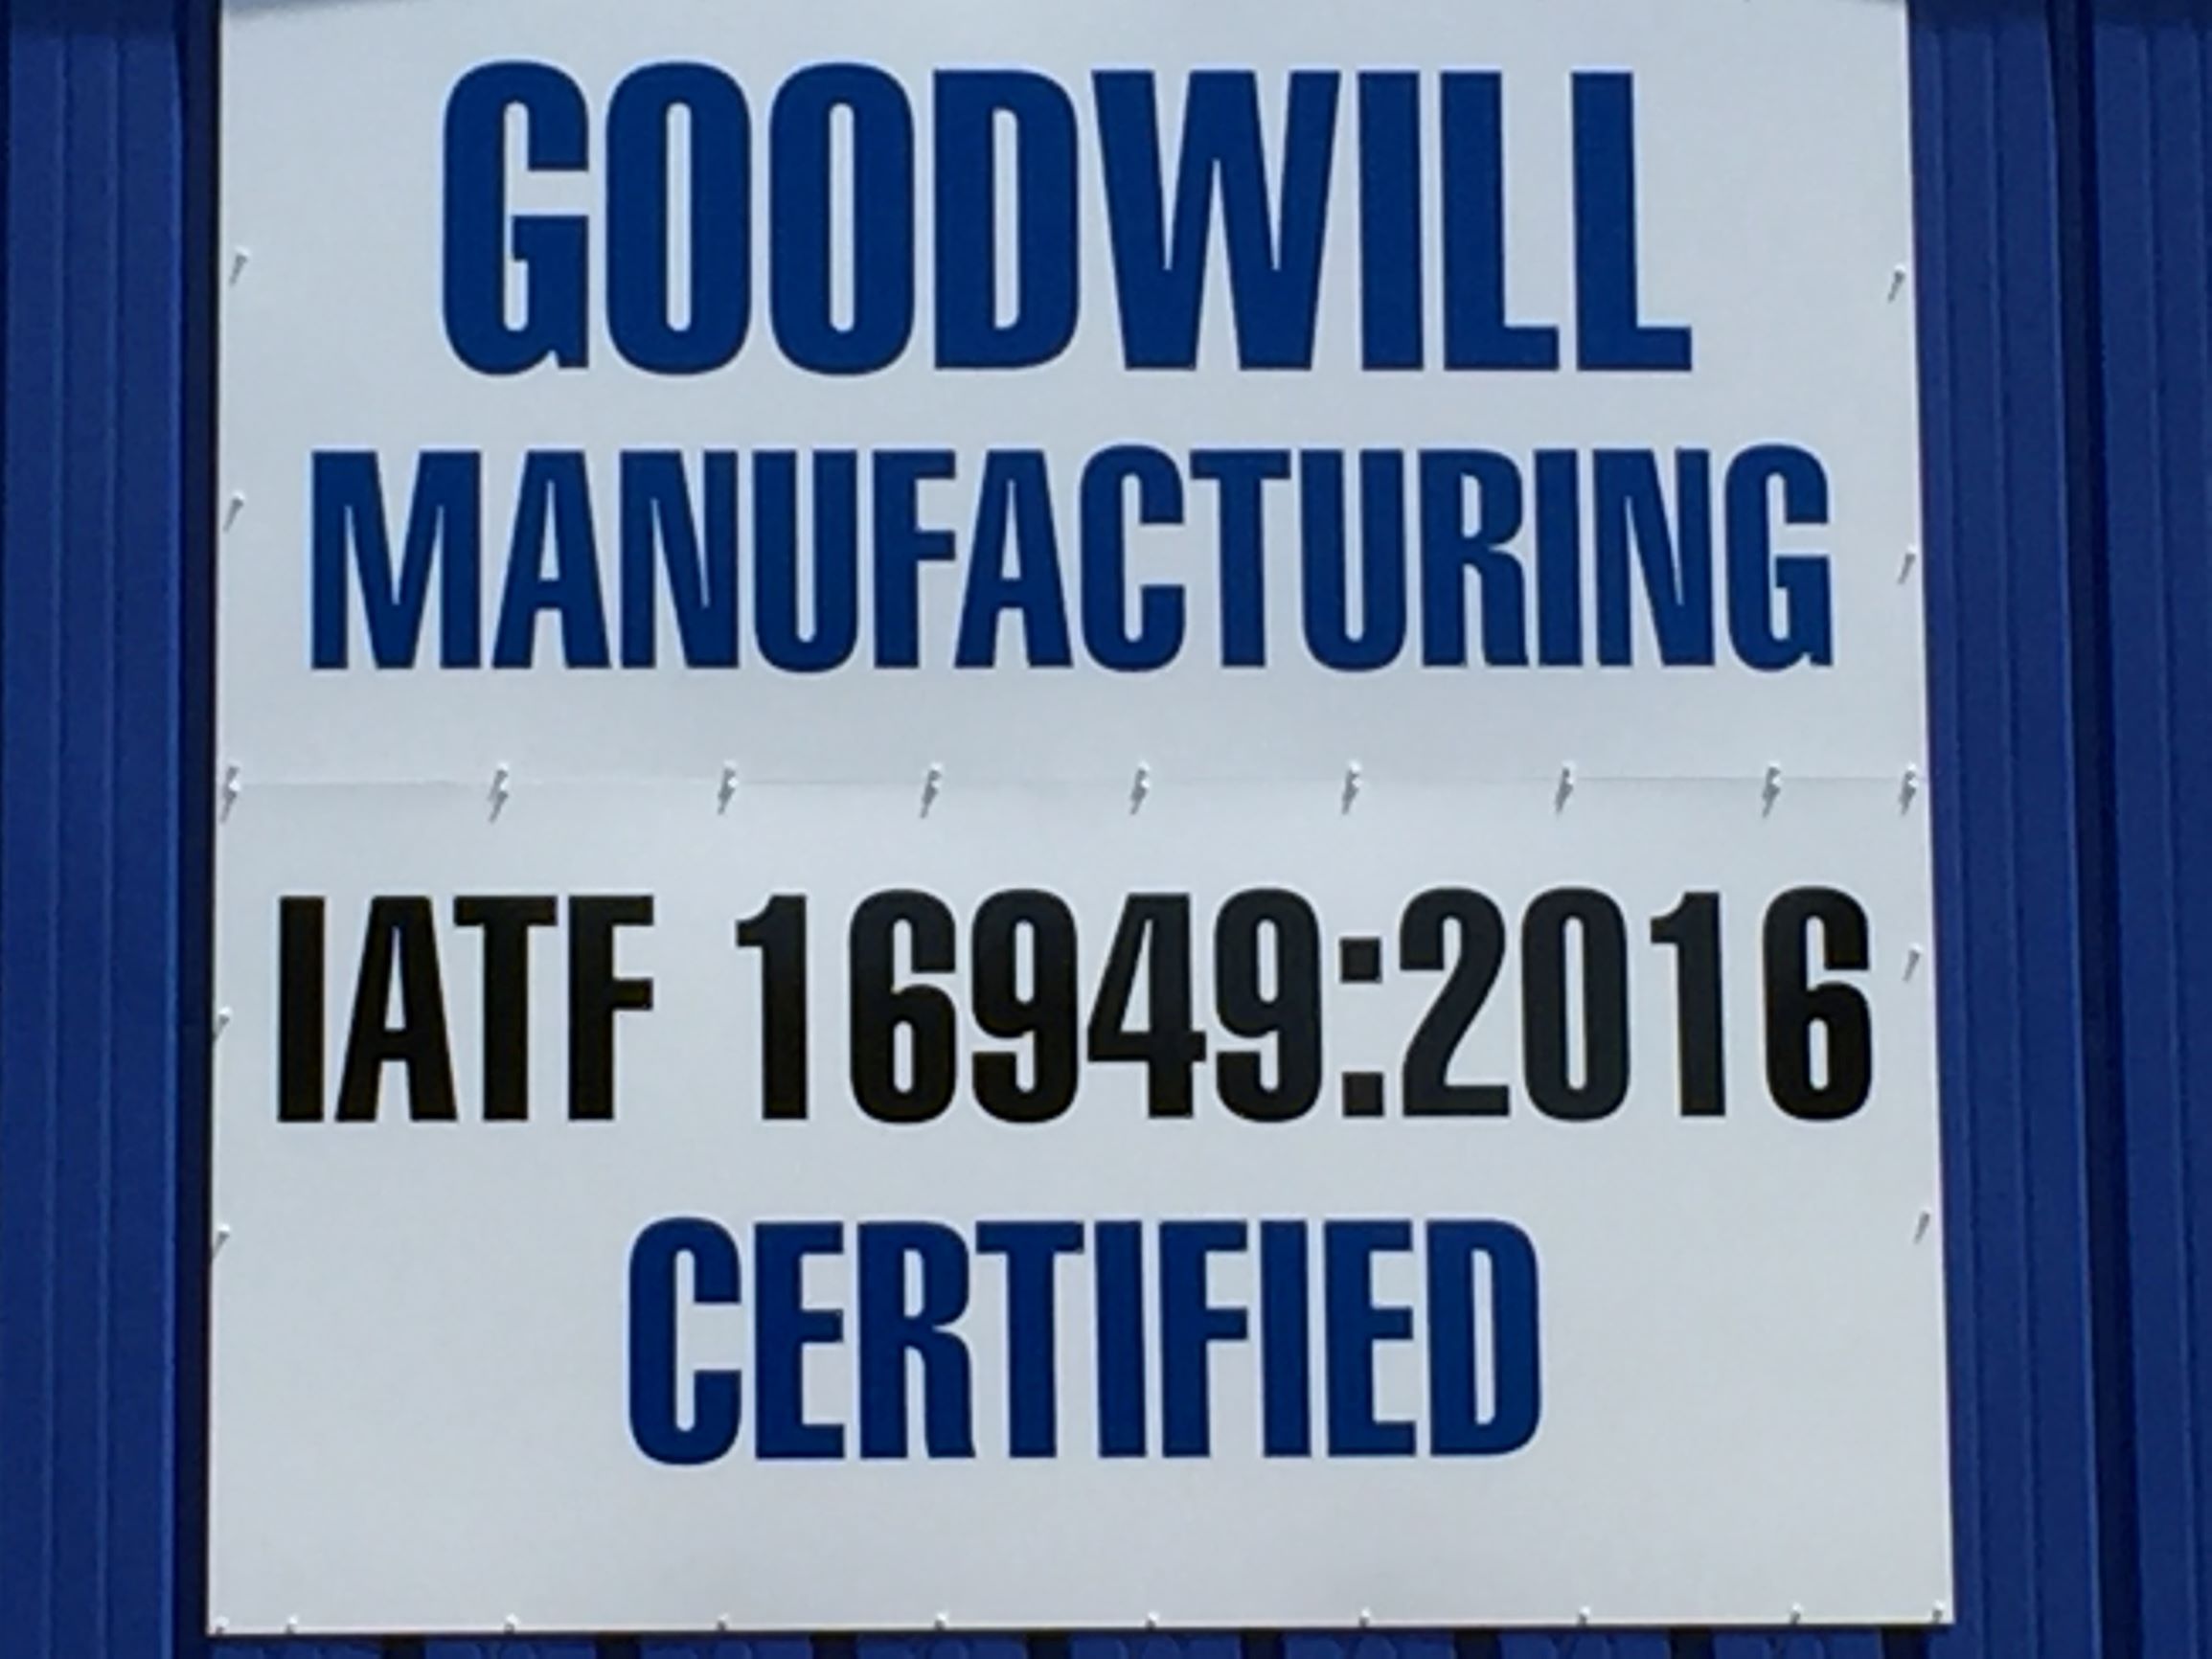 GOODWILL
MANUFACTURING
IATF 16949:2016
CERTIFIED